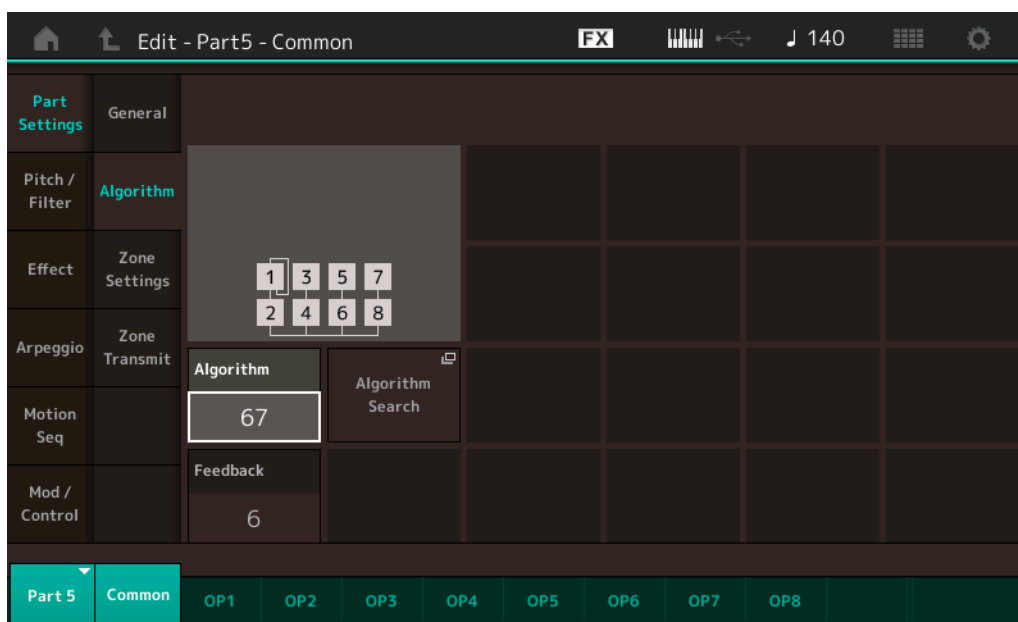 Edit - Part5 - Common
FX
140
Part
Settings
General
Pitch /
Filter
Algorithm
Effect
Zone
Settings
1 3 5 7
2 4 6 8
Arpeggio
Zone
Transmit
Algorithm
67
Algorithm
Search
Motion
Seq
Feedback
6
Mod /
Control
Part 5
Common
OP1
OP2
OP3
OP4
OP5
OP6
OP7
OP8